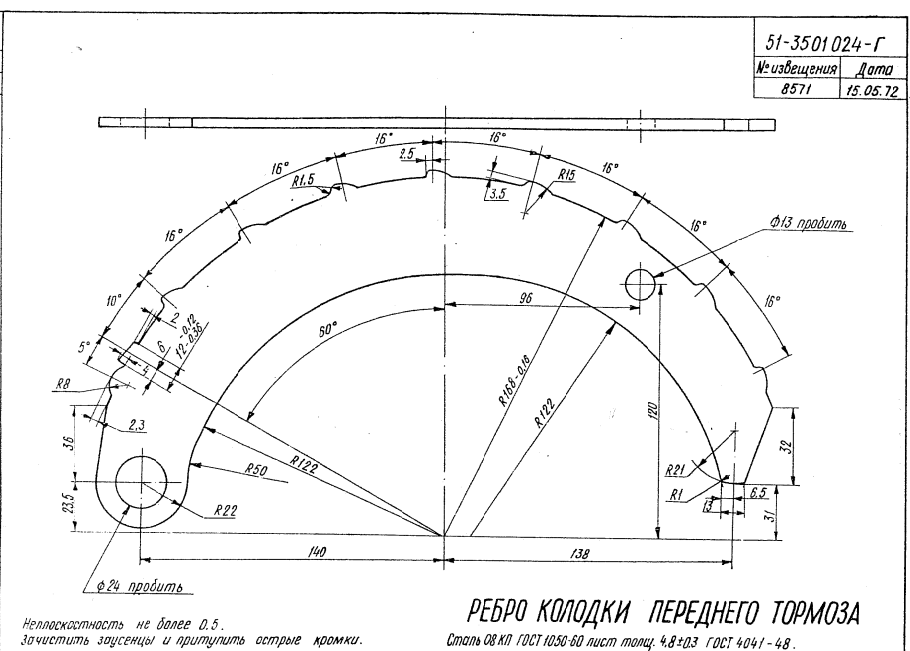 51-3501024-Г
№ извещения Дата
8571 15.05.72
16° 16°
2.5
16° 16°
R1,5 3.5 R15
ф13 пробить
16° 16°
10° 16°
2 96
60°
5° 6 12 -0.12 -0.36
4
R8
R168-0,16 R122 120
2,3
36 R122 R50 32
R21
R1 6.5
23,5 R22 13 31
140 138
ф24 пробить
РЕБРО КОЛОДКИ ПЕРЕДНЕГО ТОРМОЗА
Неплоскостность не более 0.5.
Зачистить заусенцы и притупить острые кромки.
Сталь 08КП ГОСТ 1050-60 лист толщ. 4,8±0,3 ГОСТ 4041-48.